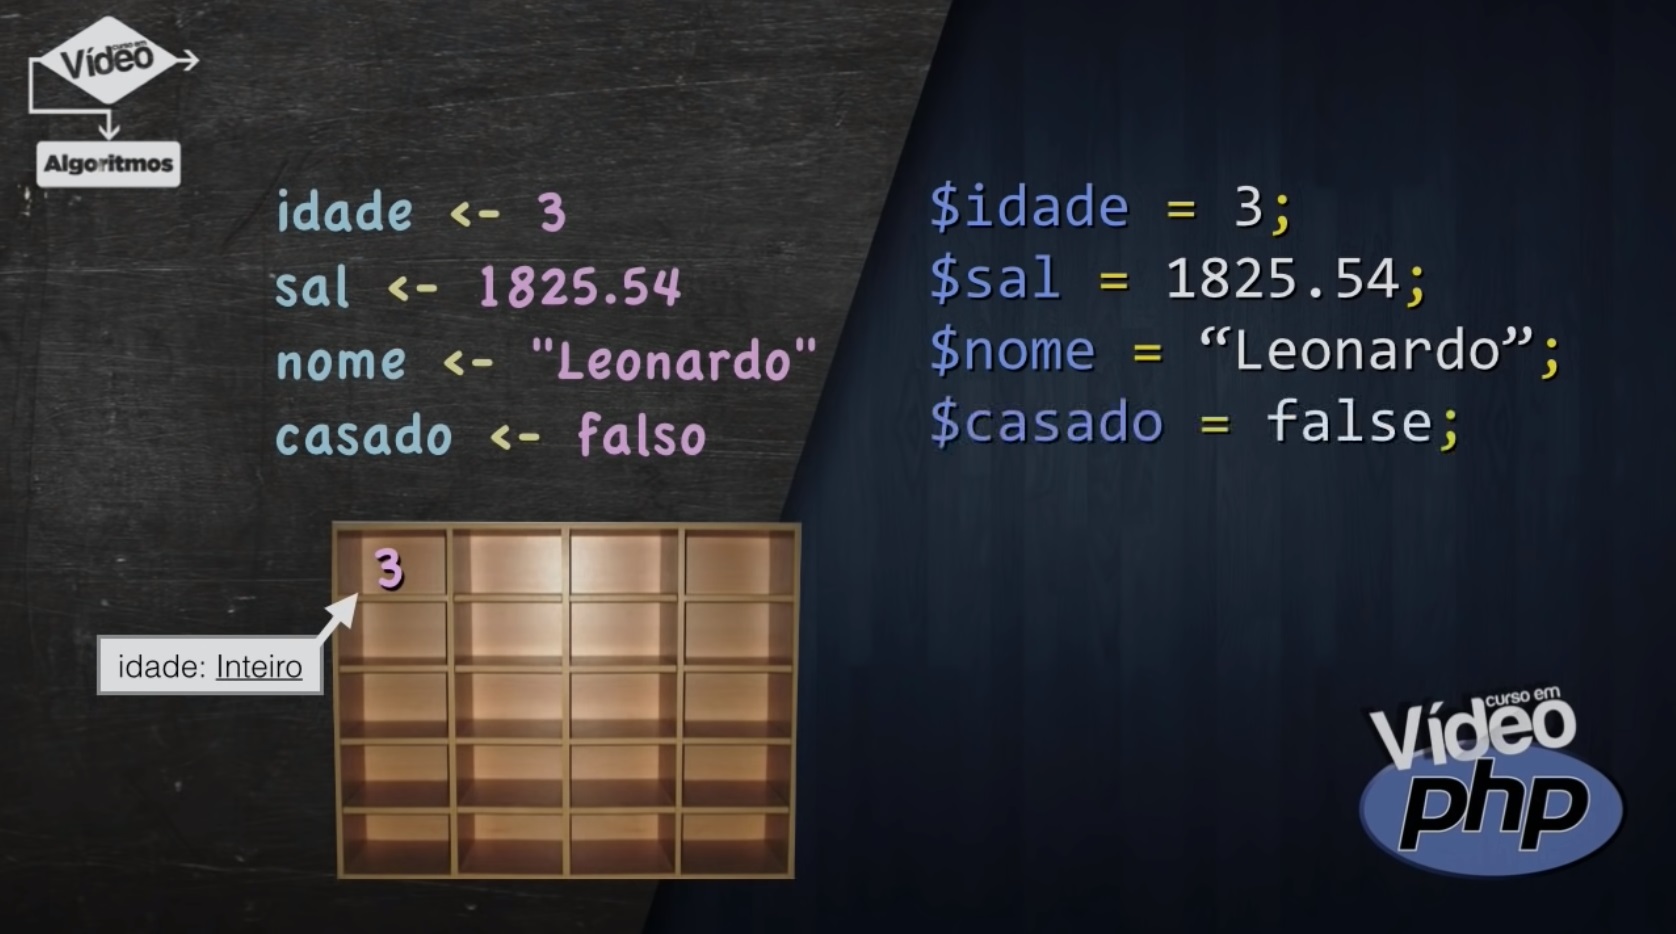 curso em
Vídeo
Algoritmos
idade <- 3
sal <- 1825.54
nome <- "Leonardo"
casado <- falso
$idade = 3;
$sal = 1825.54;
$nome = “Leonardo”;
$casado = false;
3
idade: Inteiro
curso em
Vídeo
php